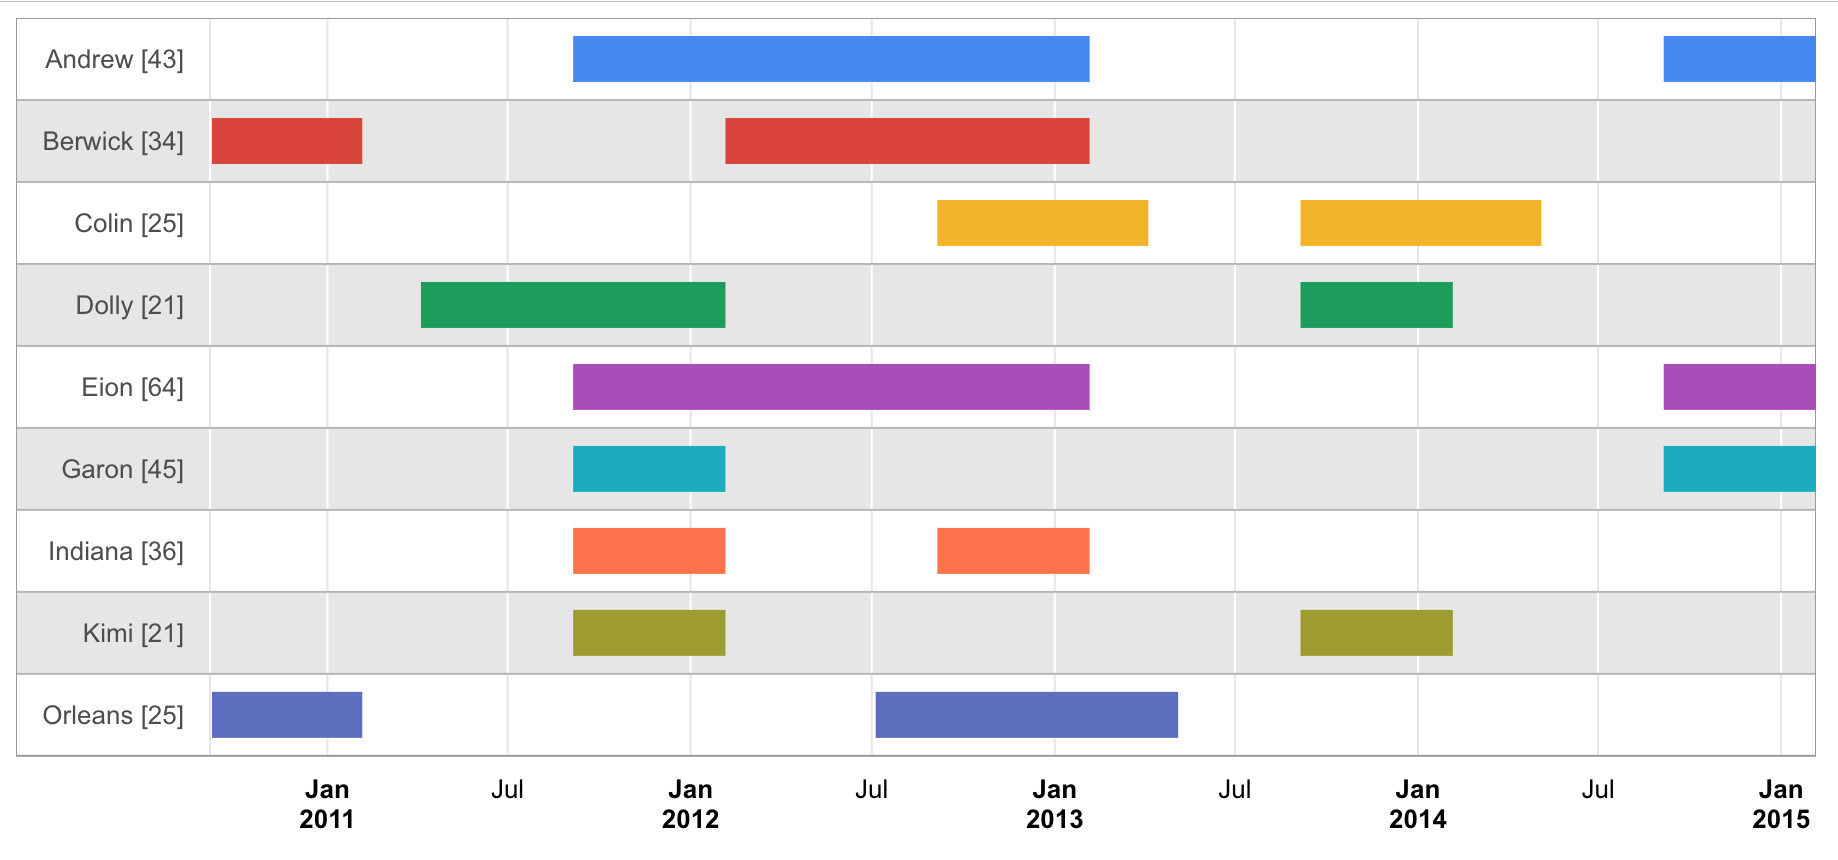 Andrew [43]
Berwick [34]
Colin [25]
Dolly [21]
Eion [64]
Garon [45]
Indiana [36]
Kimi [21]
Orleans [25]
Jan Jul Jan Jul Jan Jul Jan Jul Jan
2011 2012 2013 2014 2015